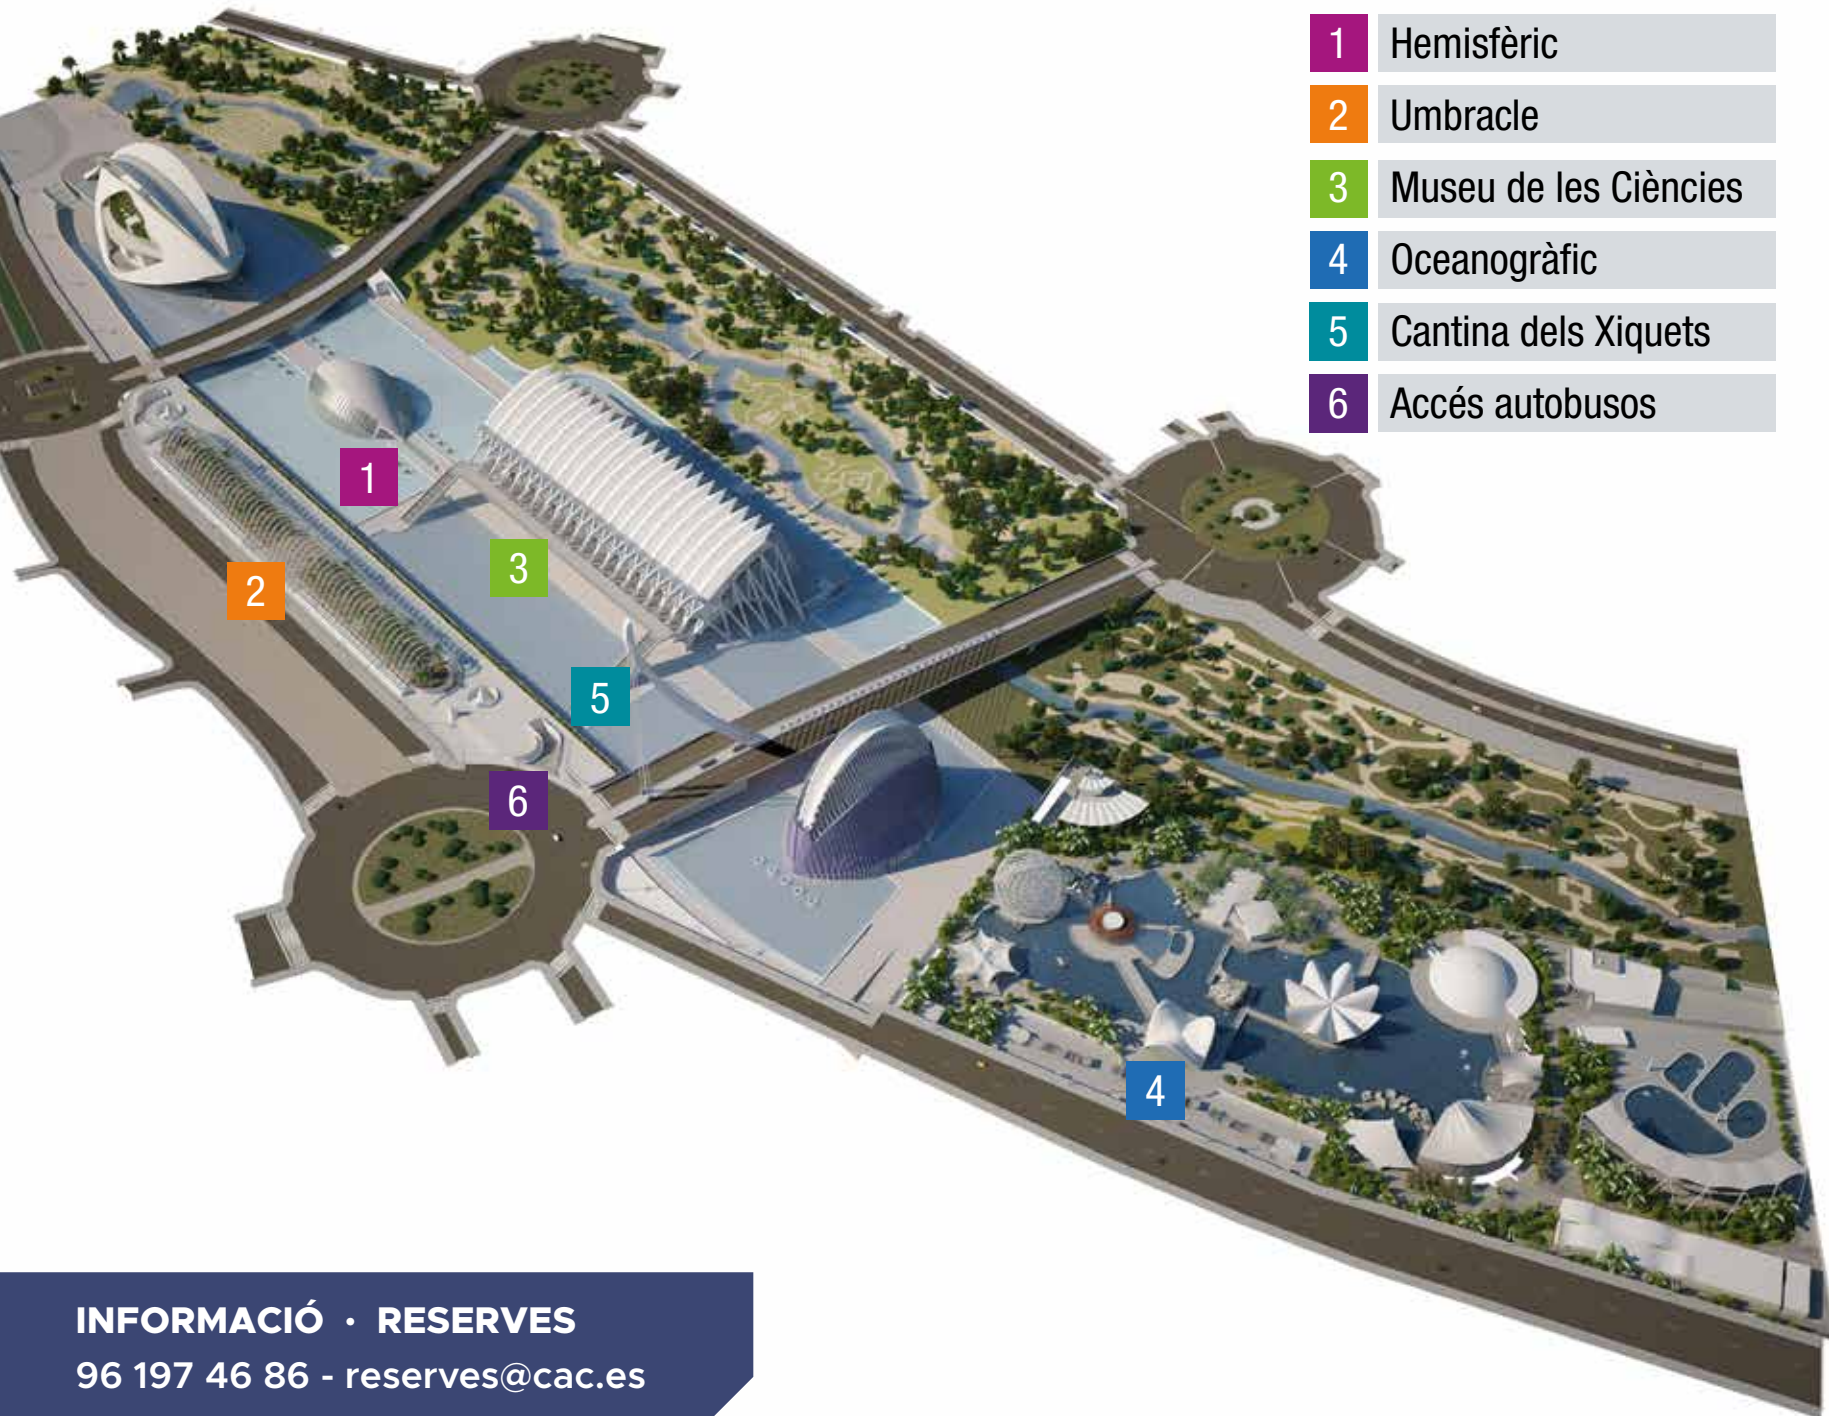 1 Hemisfèric
2 Umbracle
3 Museu de les Ciències
4 Oceanogràfic
5 Cantina dels Xiquets
6 Accés autobusos
1
3
2
5
6
4
INFORMACIÓ · RESERVES
96 197 46 86 - reserves@cac.es